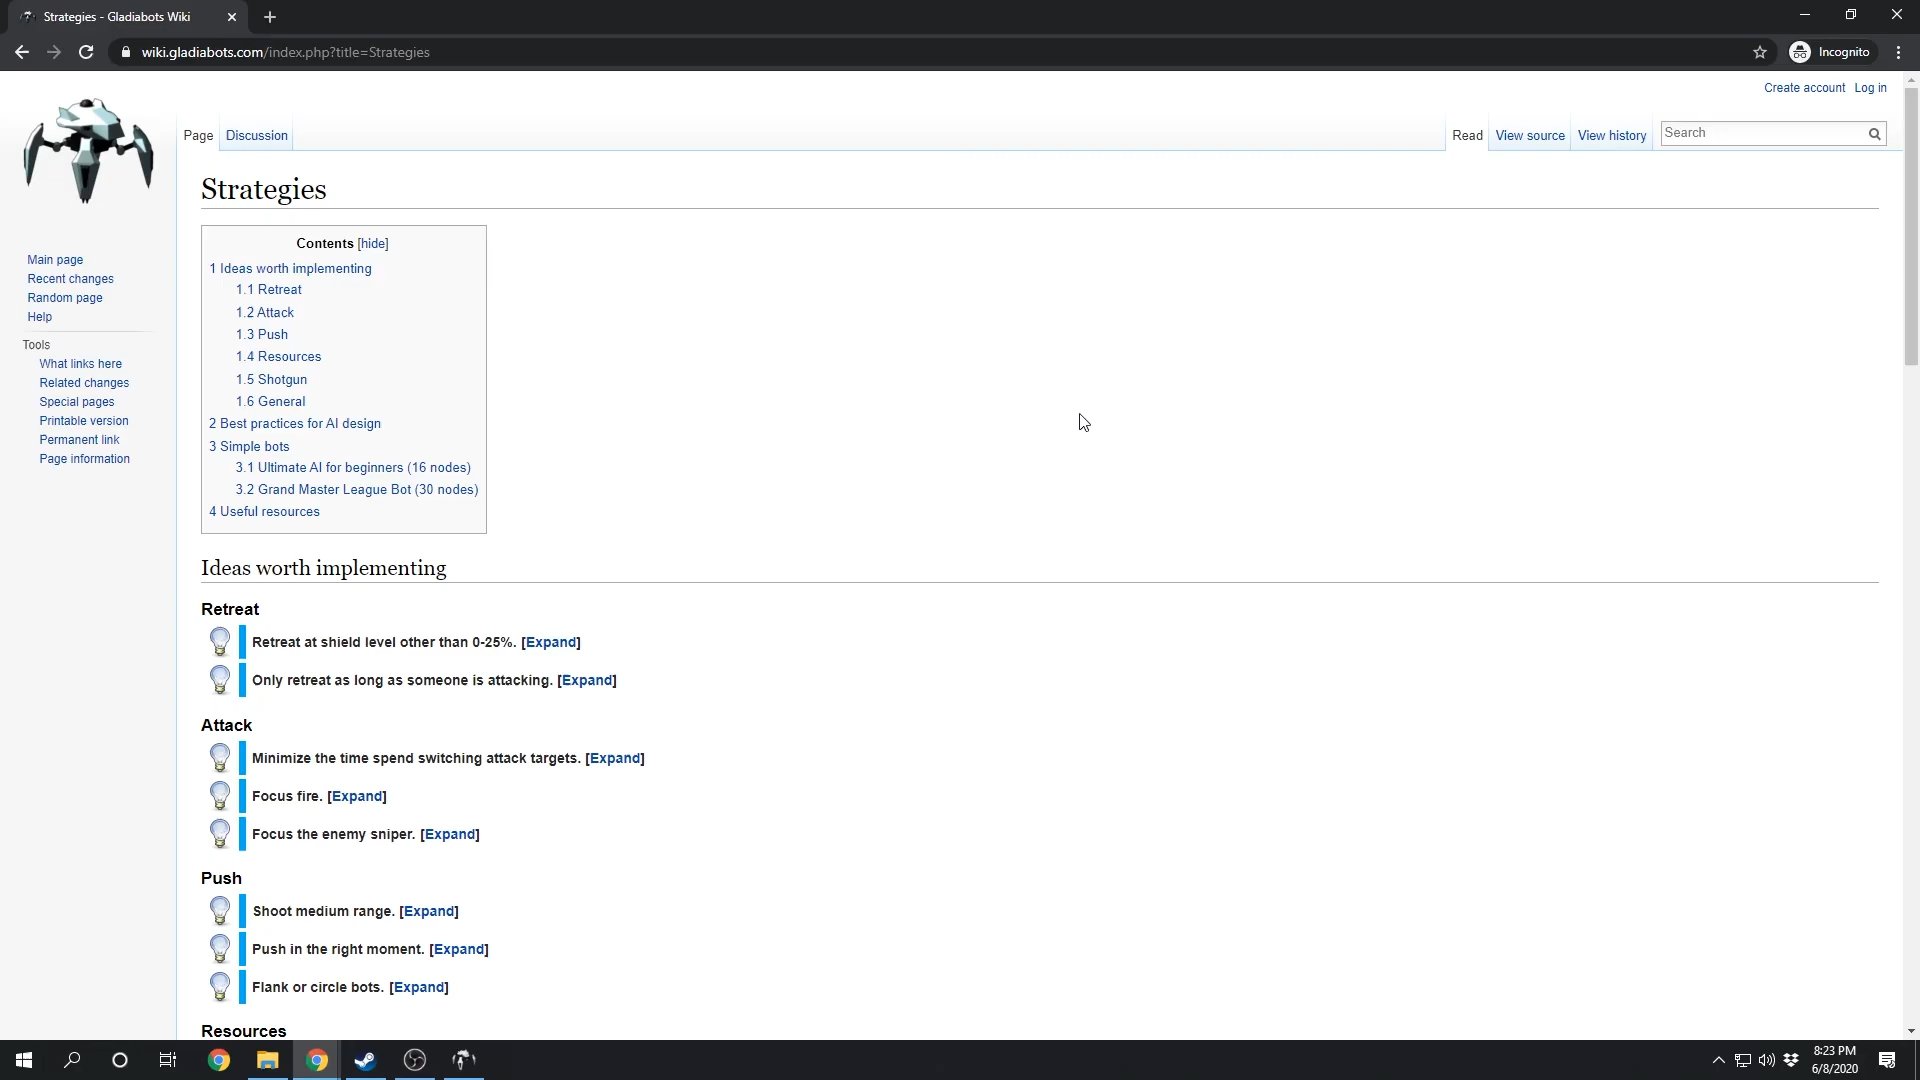 Strategies - Gladiabots Wiki
wiki.gladiabots.com/index.php?title=Strategies
Incognito
Create account Log in
Page Discussion
Read View source View history Search
Strategies
Main page
Recent changes
Random page
Help
Tools
What links here
Related changes
Special pages
Printable version
Permanent link
Page information
Contents [hide]
1 Ideas worth implementing
1.1 Retreat
1.2 Attack
1.3 Push
1.4 Resources
1.5 Shotgun
1.6 General
2 Best practices for AI design
3 Simple bots
3.1 Ultimate AI for beginners (16 nodes)
3.2 Grand Master League Bot (30 nodes)
4 Useful resources
Ideas worth implementing
Retreat
Retreat at shield level other than 0-25%. [Expand]
Only retreat as long as someone is attacking. [Expand]
Attack
Minimize the time spend switching attack targets. [Expand]
Focus fire. [Expand]
Focus the enemy sniper. [Expand]
Push
Shoot medium range. [Expand]
Push in the right moment. [Expand]
Flank or circle bots. [Expand]
Resources
8:23 PM
6/8/2020